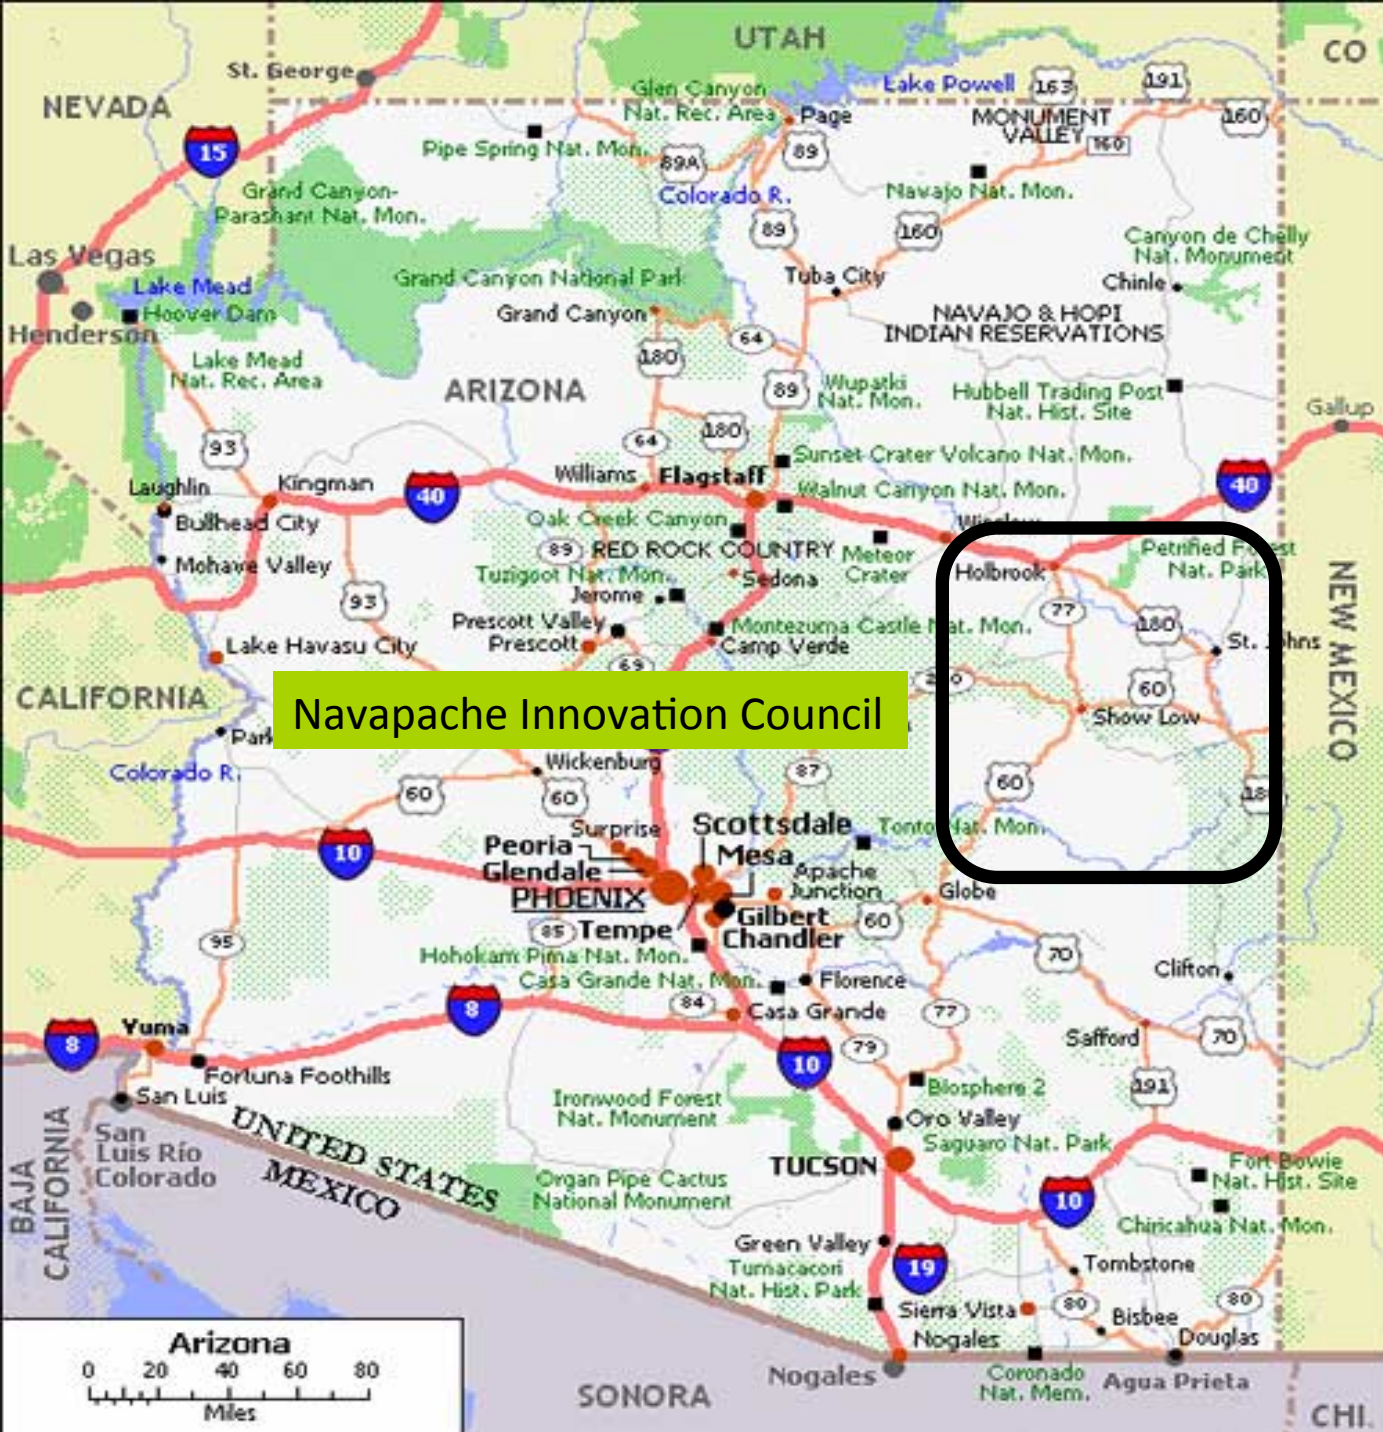 UTAH
CO
St. George
Lake Powell
163
191
Glen Canyon
Nat. Rec. Area
NEVADA
Page
MONUMENT
VALLEY
160
160
15
Pipe Spring Nat. Mon.
89A
89
Grand Canyon-
Parashant Nat. Mon.
Colorado R.
Navajo Nat. Mon.
89
160
Canyon de Chelly
Nat. Monument
Las Vegas
Lake Mead
Grand Canyon National Park
Tuba City
Chinle
Hoover Dam
Henderson
Grand Canyon
NAVAJO & HOPI
INDIAN RESERVATIONS
64
180
Lake Mead
Nat. Rec. Area
ARIZONA
89
Wupatki
Nat. Mon.
Hubbell Trading Post
Nat. Hist. Site
Gallup
93
64
180
Sunset Crater Volcano Nat. Mon.
Williams
Flagstaff
Laughlin
Kingman
40
Walnut Canyon Nat. Mon.
40
Bullhead City
Oak Creek Canyon
89
RED ROCK COUNTRY
Meteor
Crater
Petrified Forest
Nat. Park
Mohave Valley
Tuzigoot Nat. Mon.
Sedona
Holbrook
Jerome
93
77
180
Prescott Valley
Prescott
Montezuma Castle Nat. Mon.
Camp Verde
St. Johns
Lake Havasu City
69
60
NEW MEXICO
CALIFORNIA
Navapache Innovation Council
Show Low
Park
Colorado R.
Wickenburg
87
60
60
60
Surprise
Scottsdale
Tonto Nat. Mon.
Peoria
Glendale
Mesa
10
Apache
Junction
PHOENIX
Globe
Tempe
Gilbert
Chandler
60
85
95
Hohokam Pima Nat. Mon.
70
Casa Grande Nat. Mon.
Florence
Clifton
8
84
Casa Grande
77
Yuma
8
Safford
70
79
10
Fortuna Foothills
Biosphere 2
191
San Luis
Ironwood Forest
Nat. Monument
Oro Valley
Saguaro Nat. Park
San
Luis Río
Colorado
UNITED STATES
MEXICO
BAJA
CALIFORNIA
TUCSON
Fort Bowie
Nat. Hist. Site
Organ Pipe Cactus
National Monument
10
Chiricahua Nat. Mon.
Green Valley
Tumacacori
Nat. Hist. Park
19
Tombstone
Sierra Vista
80
80
Bisbee
Nogales
Douglas
Arizona
0 20 40 60 80
Miles
Nogales
Coronado
Nat. Mem.
Agua Prieta
SONORA
CHI.